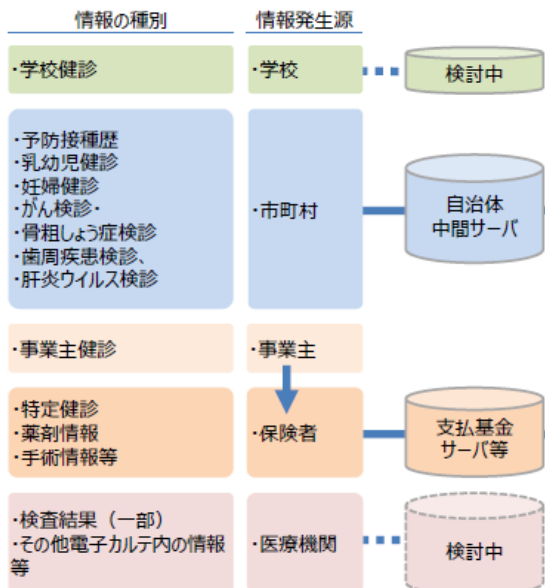 情報の種別
情報発生源
・学校健診
・学校
検討中
・予防接種歴
・乳幼児健診
・妊婦健診
・がん検診・
・骨粗しょう症検診
・歯周疾患検診、
・肝炎ウイルス検診
・市町村
自治体
中間サーバ
・事業主健診
・事業主
・特定健診
・薬剤情報
・手術情報等
・保険者
支払基金
サーバ等
・検査結果（一部）
・その他電子カルテ内の情報
等
・医療機関
検討中